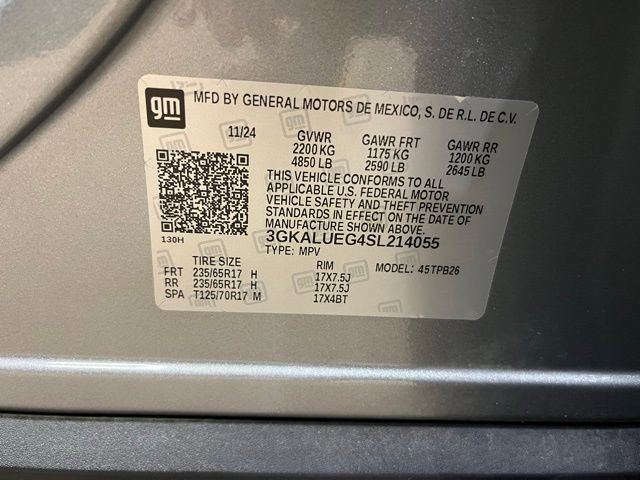 gm
MFD BY GENERAL MOTORS DE MEXICO, S. DE R.L. DE C.V.
11/24 GVWR GAWR FRT GAWR RR
2200 KG 1175 KG 1200 KG
4850 LB 2590 LB 2645 LB
THIS VEHICLE CONFORMS TO ALL
APPLICABLE U.S. FEDERAL MOTOR
VEHICLE SAFETY AND THEFT PREVENTION
STANDARDS IN EFFECT ON THE DATE OF
MANUFACTURE SHOWN ABOVE.
3GKALUEG4SL214055
130H TYPE: MPV
TIRE SIZE RIM MODEL: 45TPB26
FRT 235/65R17 H 17X7.5J
RR 235/65R17 H 17X7.5J
SPA T125/70R17 M 17X4BT